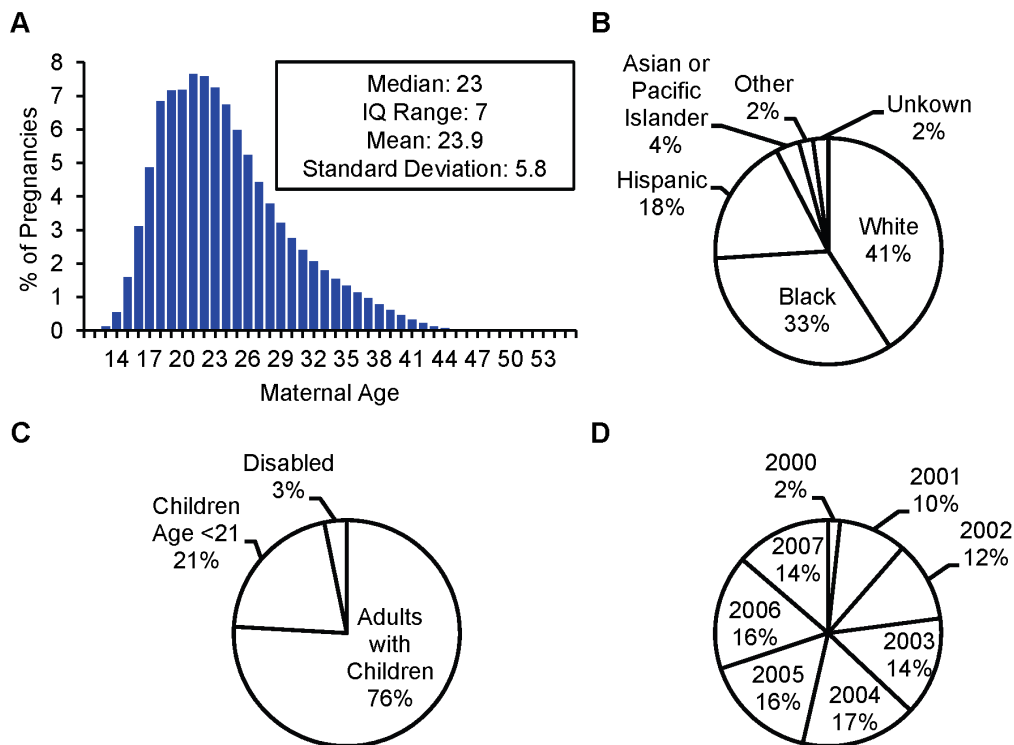 A
% of Pregnancies
8
7
6
5
4
3
2
1
0
Median: 23
IQ Range: 7
Mean: 23.9
Standard Deviation: 5.8
14 17 20 23 26 29 32 35 38 41 44 47 50 53
Maternal Age
B
Asian or
Pacific
Islander
4%
Other
2%
Unkown
2%
Hispanic
18%
White
41%
Black
33%
C
Disabled
3%
Children
Age <21
21%
Adults
with
Children
76%
D
2000
2%
2001
10%
2002
12%
2003
14%
2004
17%
2005
16%
2006
16%
2007
14%